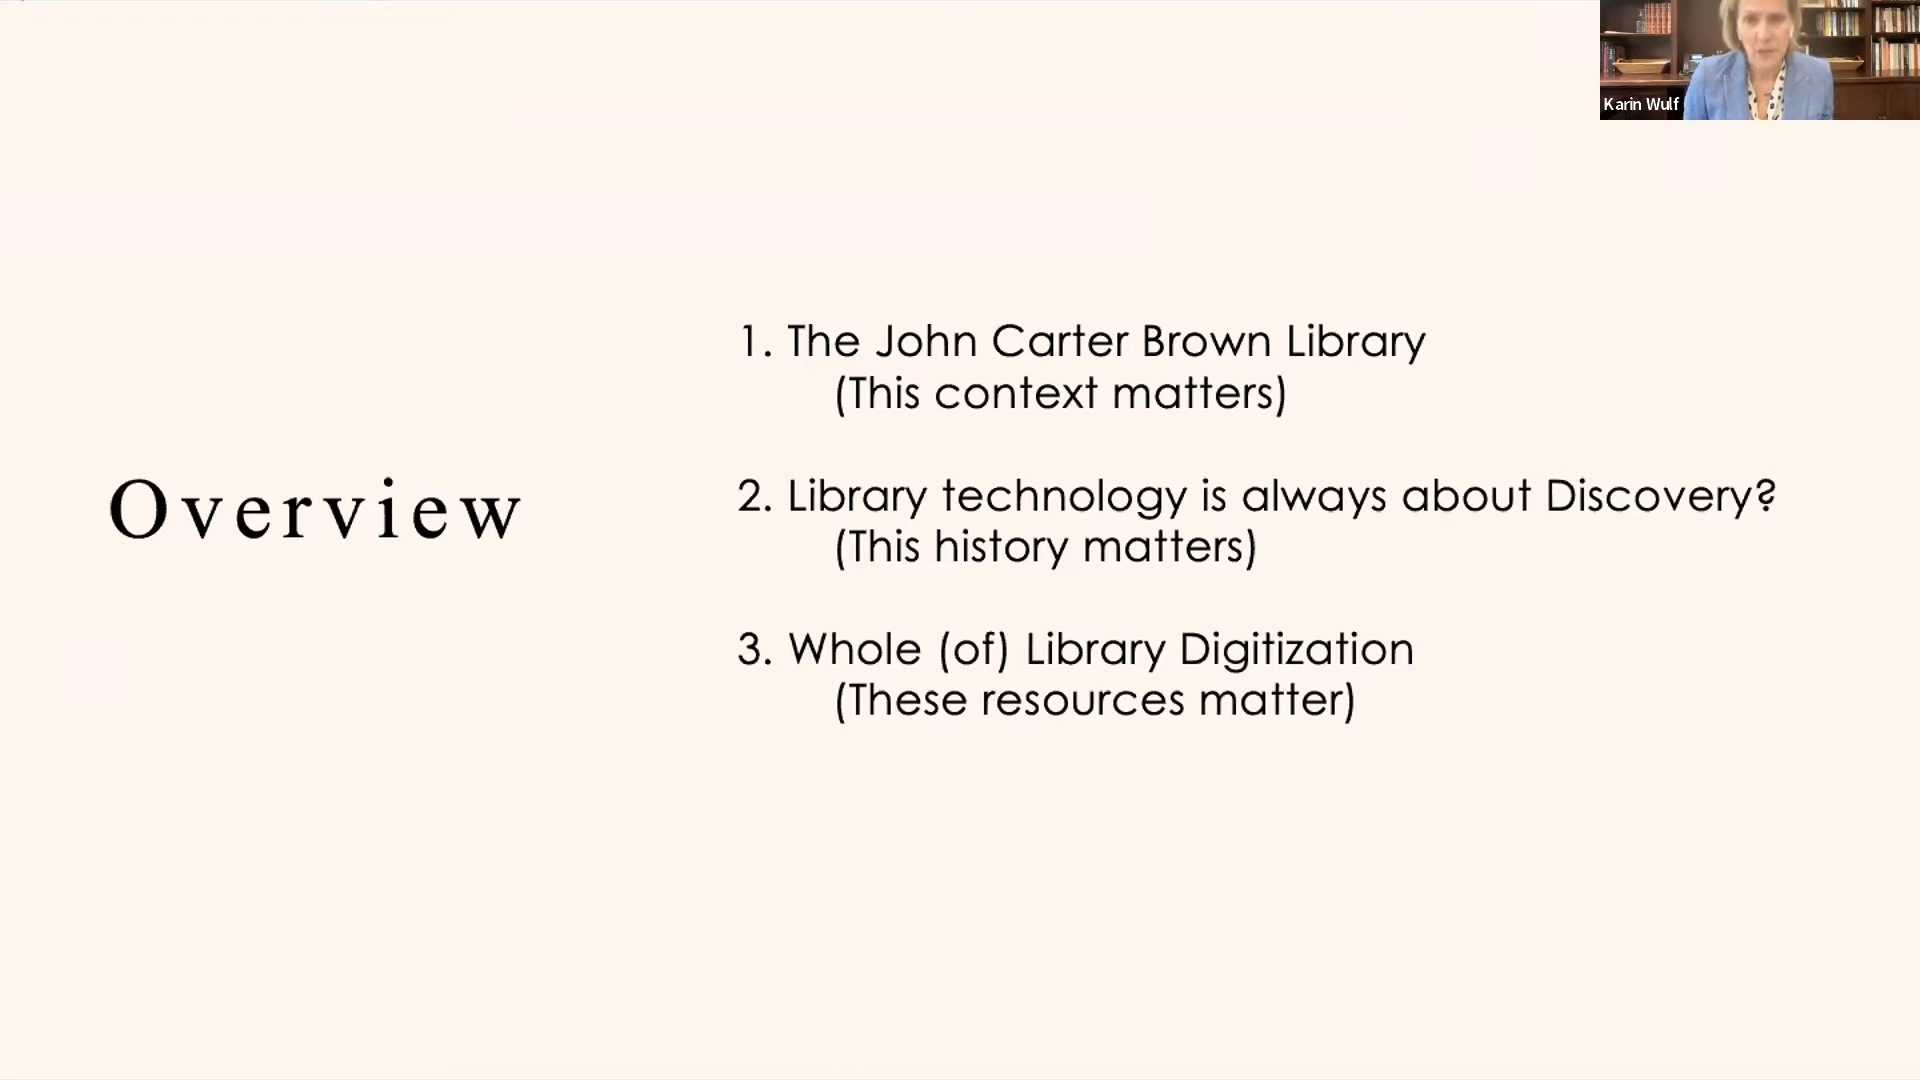 Karin Wulf
Overview
1. The John Carter Brown Library
(This context matters)
2. Library technology is always about Discovery?
(This history matters)
3. Whole (of) Library Digitization
(These resources matter)